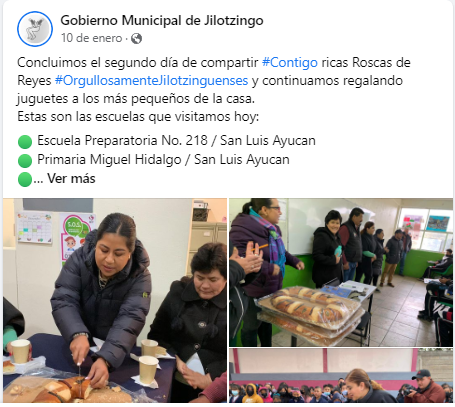 Gobierno Municipal de Jilotzingo
10 de enero ·
Concluimos el segundo día de compartir #Contigo ricas Roscas de
Reyes #OrgullosamenteJilotzinguenses y continuamos regalando
juguetes a los más pequeños de la casa.
Estas son las escuelas que visitamos hoy:
Escuela Preparatoria No. 218 / San Luis Ayucan
Primaria Miguel Hidalgo / San Luis Ayucan
... Ver más
S.O.S